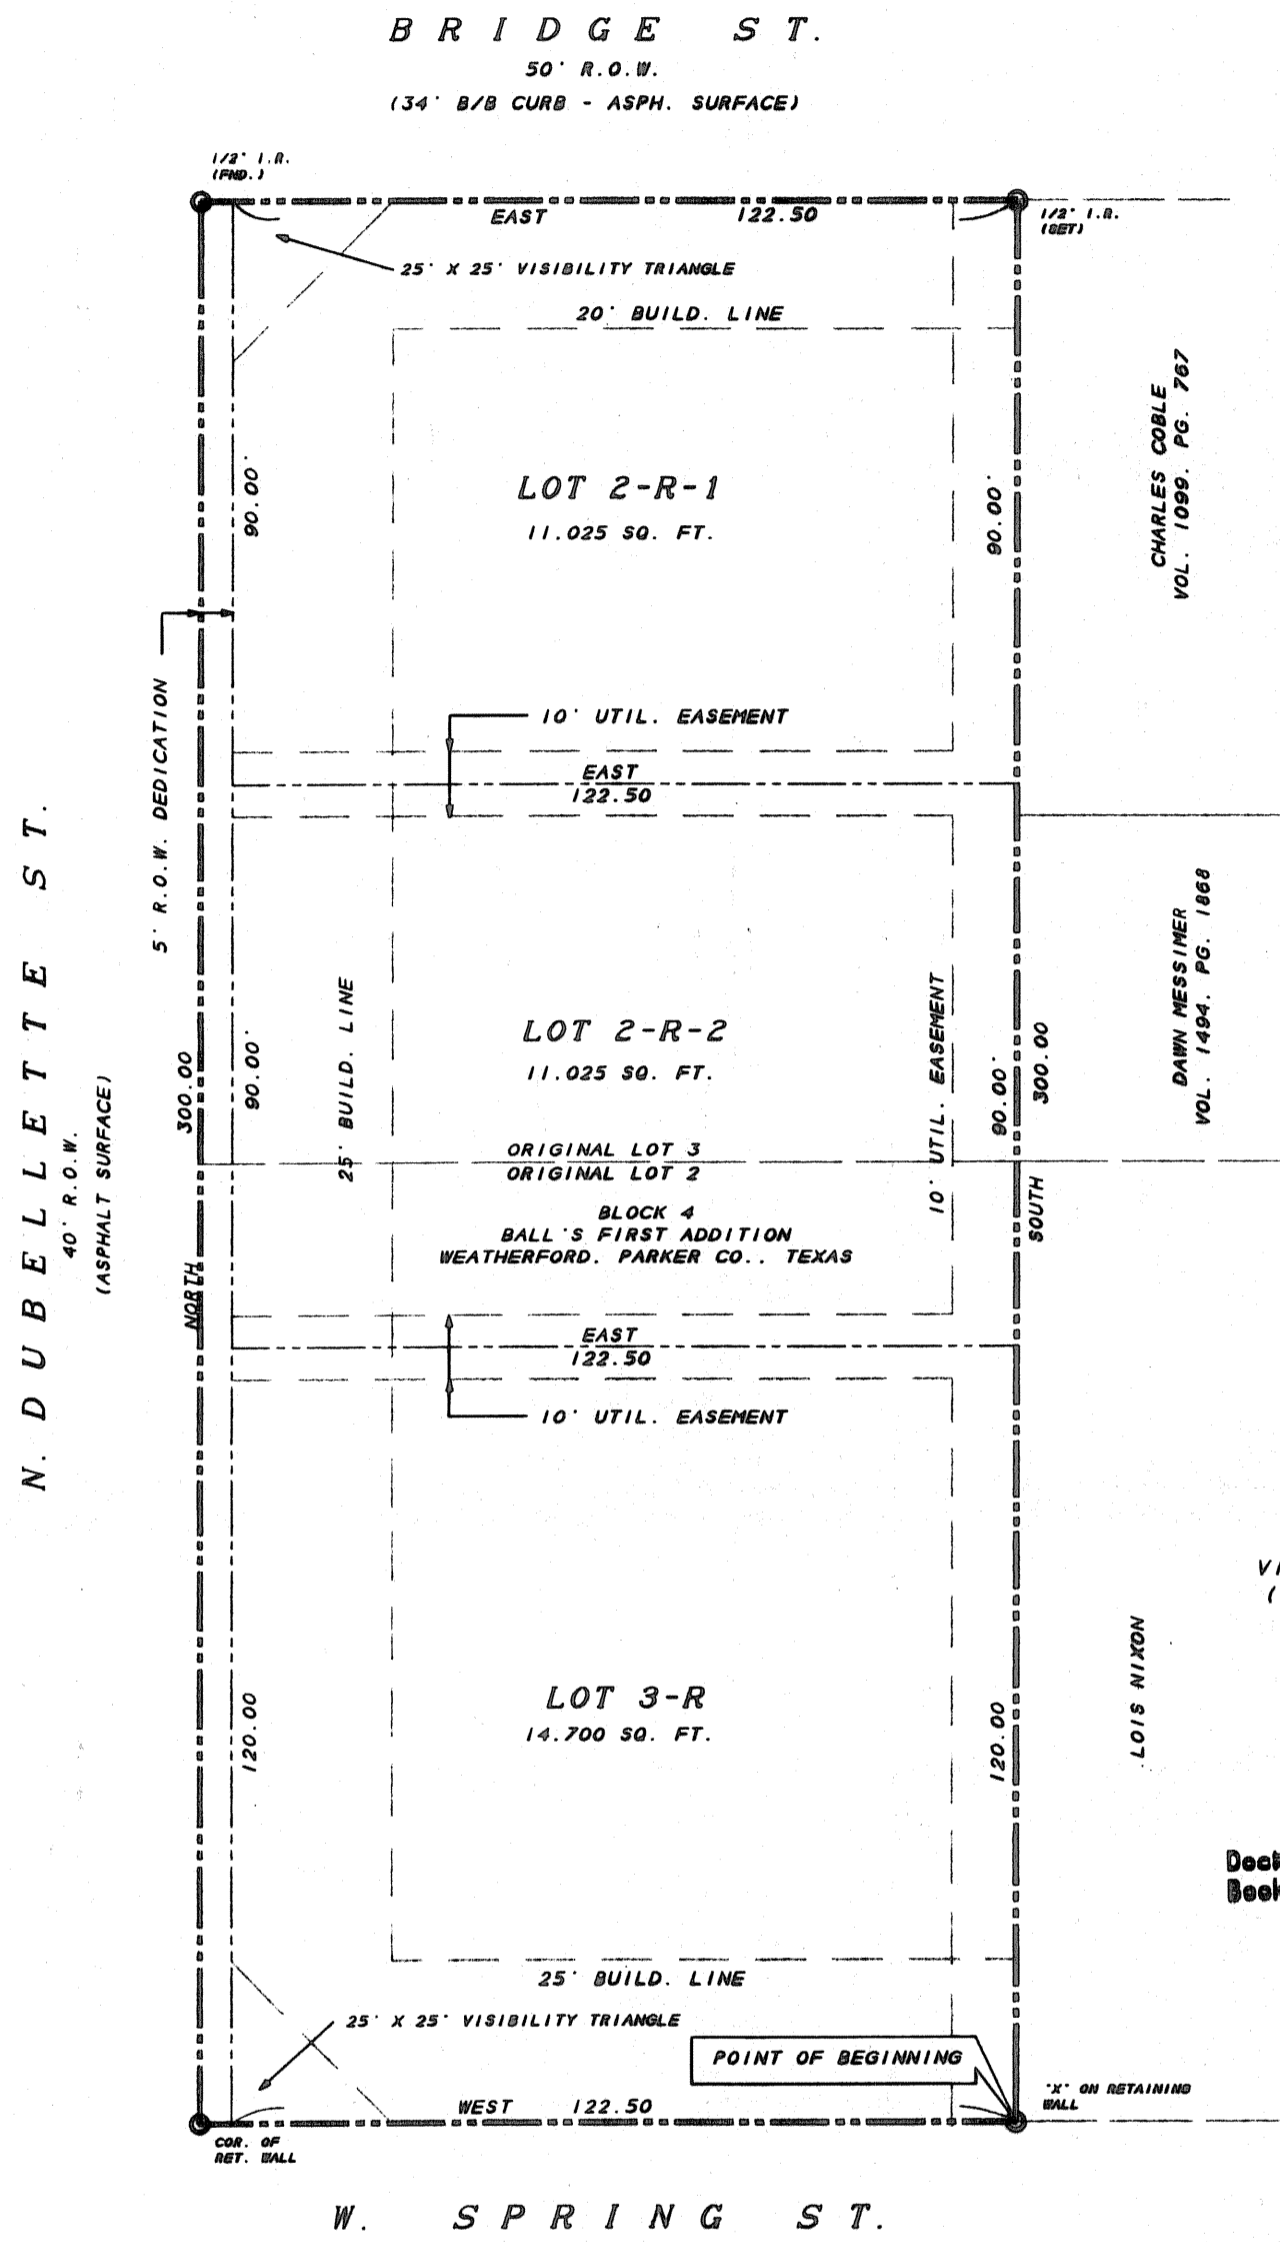 BRIDGE ST.
50' R.O.W.
(34' B/B CURB - ASPH. SURFACE)
1/2" I.R.
(FND.)
EAST 122.50
1/2" I.R.
(SET)
25' X 25' VISIBILITY TRIANGLE
20' BUILD. LINE
CHARLES COBLE
VOL. 1099. PG. 767
LOT 2-R-1
11.025 SQ. FT.
90.00'
90.00'
5' R.O.W. DEDICATION
10' UTIL. EASEMENT
EAST
122.50
N. DUBELLETTE ST.
40' R.O.W.
(ASPHALT SURFACE)
300.00
NORTH
90.00'
25' BUILD. LINE
LOT 2-R-2
11.025 SQ. FT.
10' UTIL. EASEMENT
90.00'
300.00
SOUTH
DAWN MESSIMER
VOL. 1494. PG. 1868
ORIGINAL LOT 3
ORIGINAL LOT 2
BLOCK 4
BALL'S FIRST ADDITION
WEATHERFORD. PARKER CO.. TEXAS
EAST
122.50
10' UTIL. EASEMENT
LOT 3-R
14.700 SQ. FT.
120.00
120.00
LOIS NIXON
25' BUILD. LINE
25' X 25' VISIBILITY TRIANGLE
POINT OF BEGINNING
"X" ON RETAINING
WALL
WEST 122.50
COR. OF
RET. WALL
W. SPRING ST.